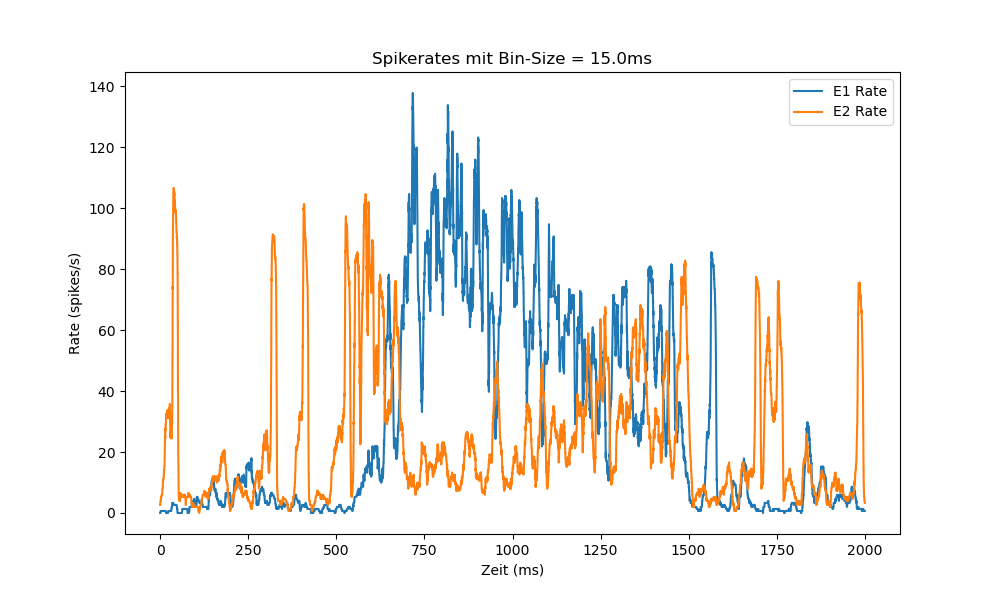 Spikerates mit Bin-Size = 15.0ms
E1 Rate
E2 Rate
Rate (spikes/s)
140
120
100
80
60
40
20
0
0 250 500 750 1000 1250 1500 1750 2000
Zeit (ms)